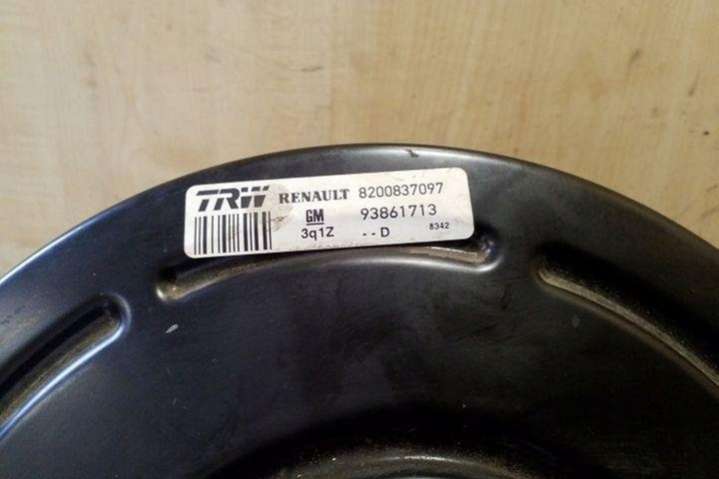 TRW RENAULT 8200837097
GM 93861713
3q1Z --D 8342